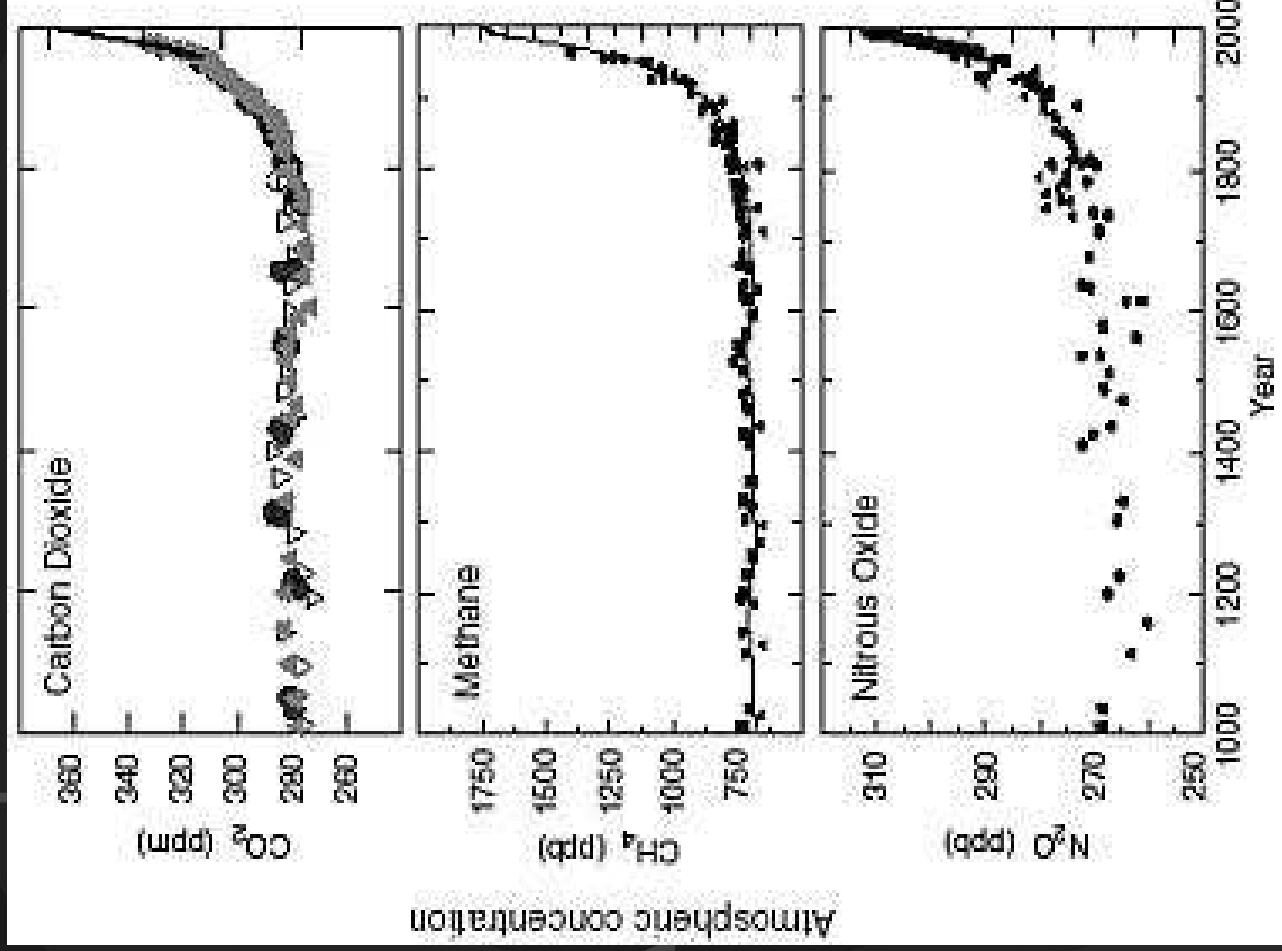 Atmospheric concentration
CO2 (ppm)
360
340
320
300
280
260
Carbon Dioxide
CH4 (ppb)
1750
1500
1250
1000
750
Methane
N2O (ppb)
310
290
270
250
Nitrous Oxide
1000
1200
1400
1600
1800
2000
Year